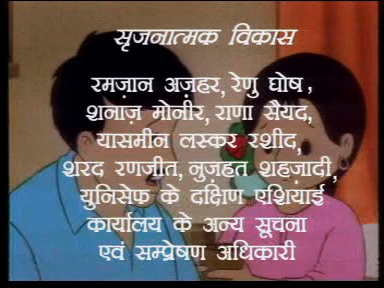 सृजनात्मक विकास
रमज़ान अज़हर, रेणु घोष,
शनाज़ मोनीर, राणा सैयद,
यासमीन लस्कर रशीद,
शरद रणजीत, नुज़हत शहज़ादी,
युनिसेफ़ के दक्षिण एशियाई
कार्यालय के अन्य सूचना
एवं सम्प्रेषण अधिकारी